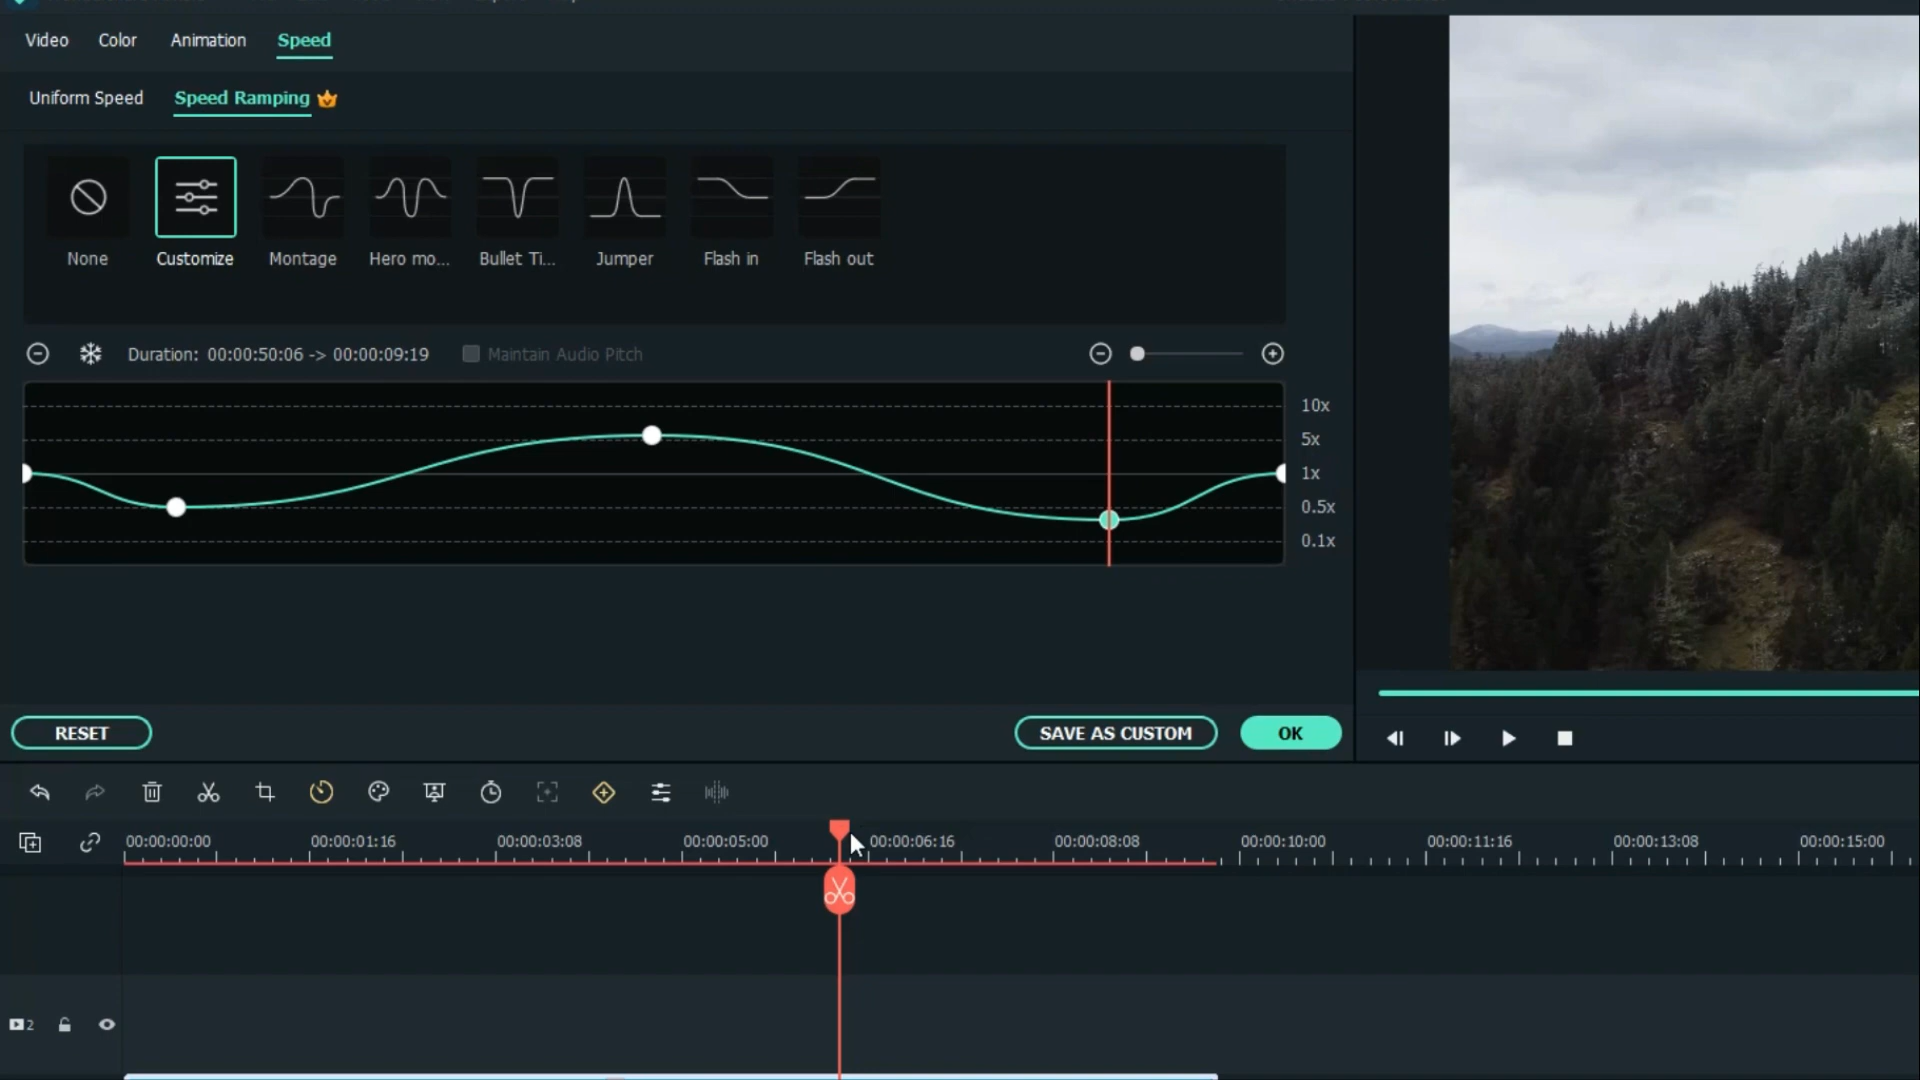 Video Color Animation Speed
Uniform Speed Speed Ramping
None Customize Montage Hero mo... Bullet Ti... Jumper Flash in Flash out
Duration: 00:00:50:06 -> 00:00:09:19 Maintain Audio Pitch
10x
5x
1x
0.5x
0.1x
RESET SAVE AS CUSTOM OK
00:00:00:00 00:00:01:16 00:00:03:08 00:00:05:00 00:00:06:16 00:00:08:08 00:00:10:00 00:00:11:16 00:00:13:08 00:00:15:00
2